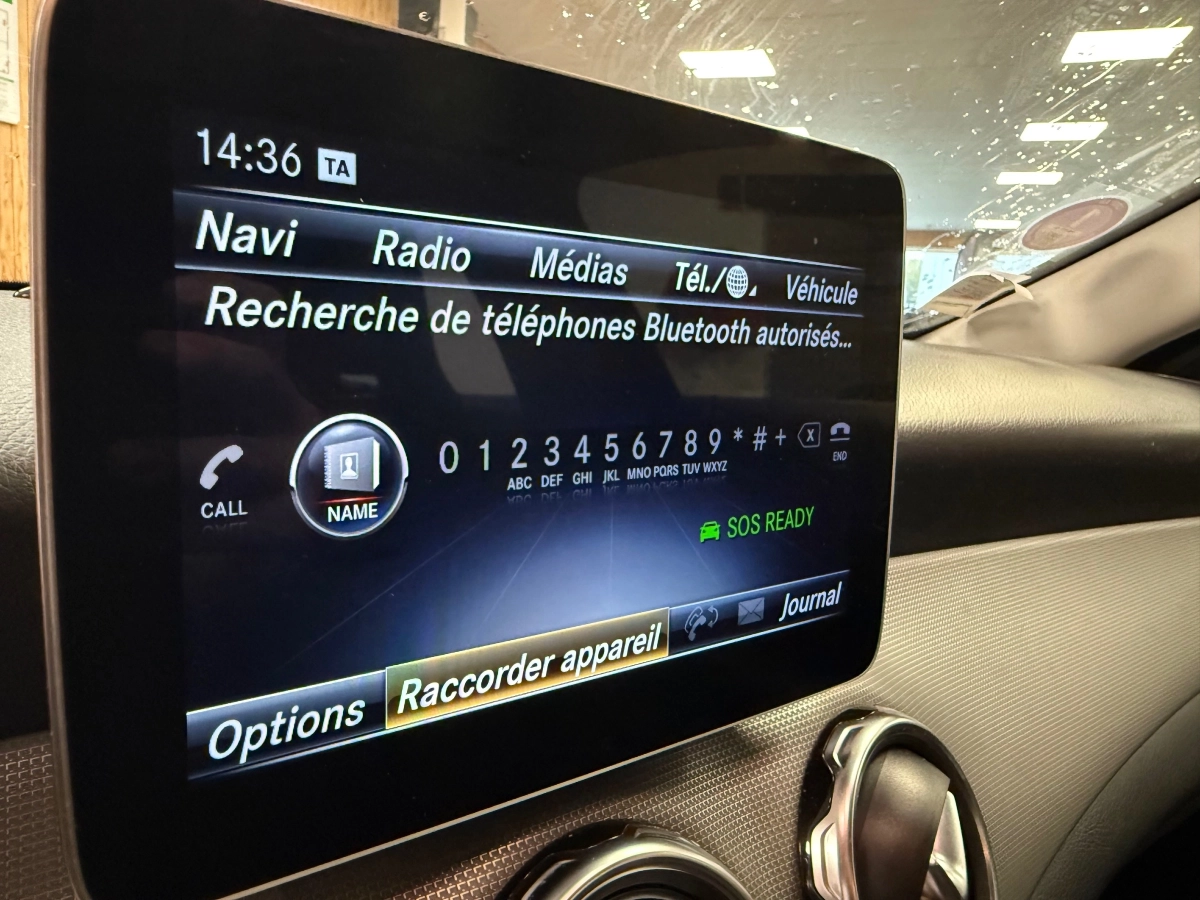 14:36 TA
Navi Radio Médias Tél./ Véhicule
Recherche de téléphones Bluetooth autorisés...
0 1 2 3 4 5 6 7 8 9 * # + X
ABC DEF GHI JKL MNO PQRS TUV WXYZ END
CALL NAME
SOS READY
Options Raccorder appareil Journal